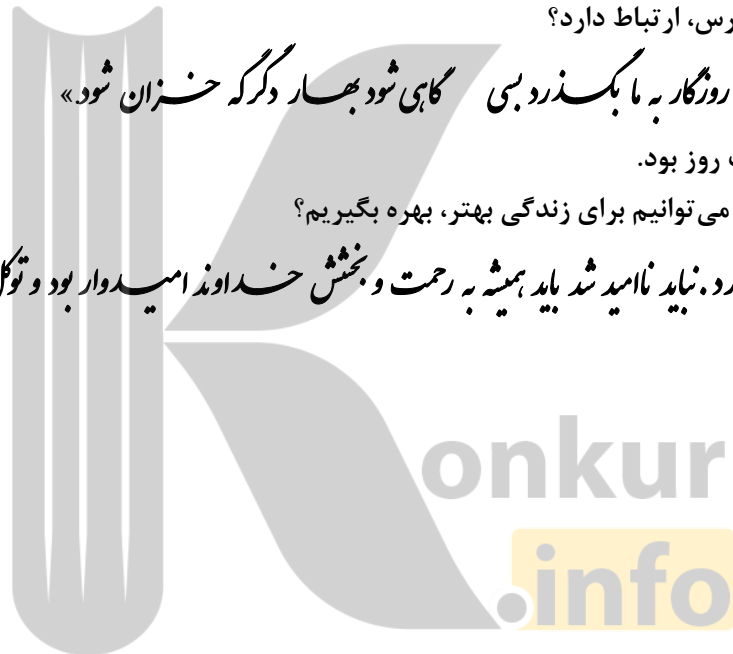 رس، ارتباط دارد؟
روزگار به ما بگذرد بسی گاهی شود بهار دگر گه خزان شود»
روز بود.
می‌توانیم برای زندگی بهتر، بهره بگیریم؟
رد. نباید ناامید شد باید همیشه به رحمت و بخشش خداوند امیدوار بود و توکل
onkur
.info